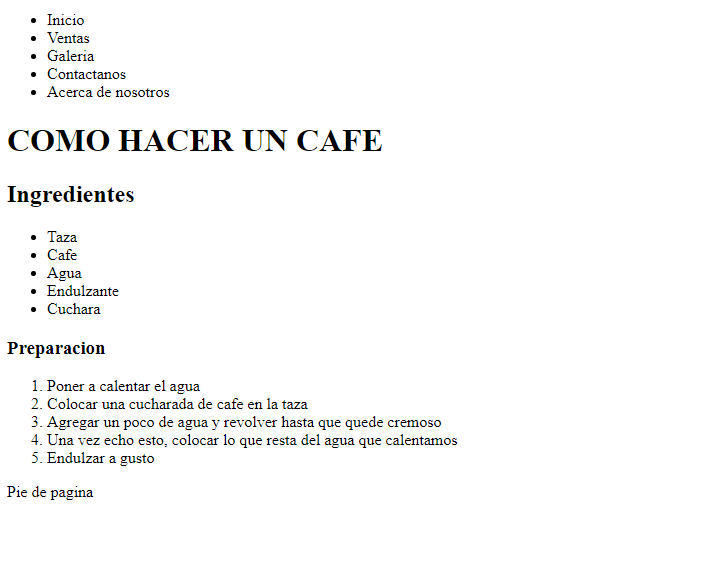 Inicio
Ventas
Galeria
Contactanos
Acerca de nosotros
COMO HACER UN CAFE
Ingredientes
Taza
Cafe
Agua
Endulzante
Cuchara
Preparacion
1. Poner a calentar el agua
2. Colocar una cucharada de cafe en la taza
3. Agregar un poco de agua y revolver hasta que quede cremoso
4. Una vez echo esto, colocar lo que resta del agua que calentamos
5. Endulzar a gusto
Pie de pagina